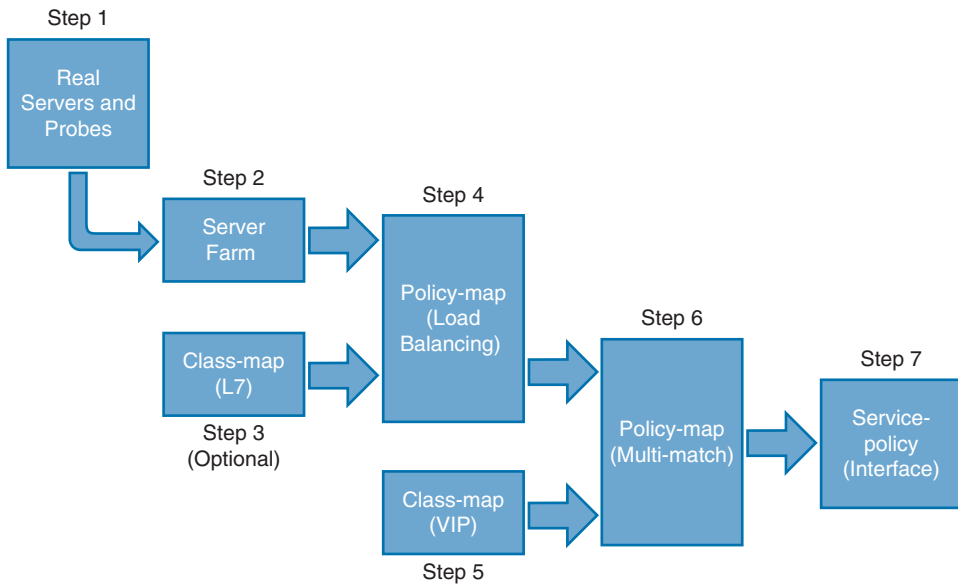 Step 1
Real
Servers and
Probes
Step 2
Server
Farm
Class-map
(L7)
Step 3
(Optional)
Step 4
Policy-map
(Load
Balancing)
Class-map
(VIP)
Step 5
Step 6
Policy-map
(Multi-match)
Step 7
Service-
policy
(Interface)